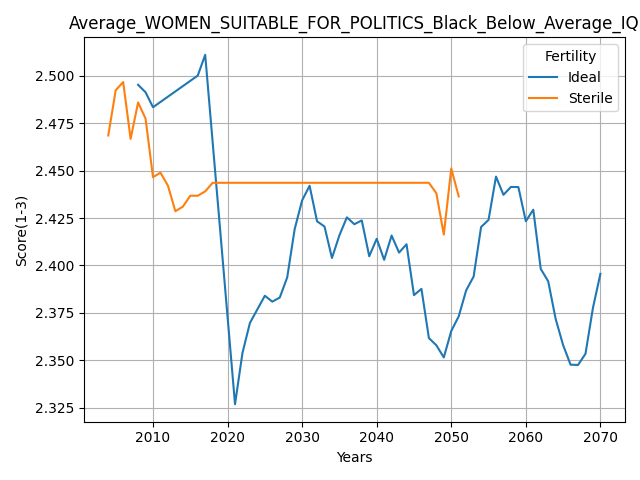 Average_WOMEN_SUITABLE_FOR_POLITICS_Black_Below_Average_IQ
Fertility
Ideal
Sterile
Score(1-3)
2.500
2.475
2.450
2.425
2.400
2.375
2.350
2.325
2010 2020 2030 2040 2050 2060 2070
Years